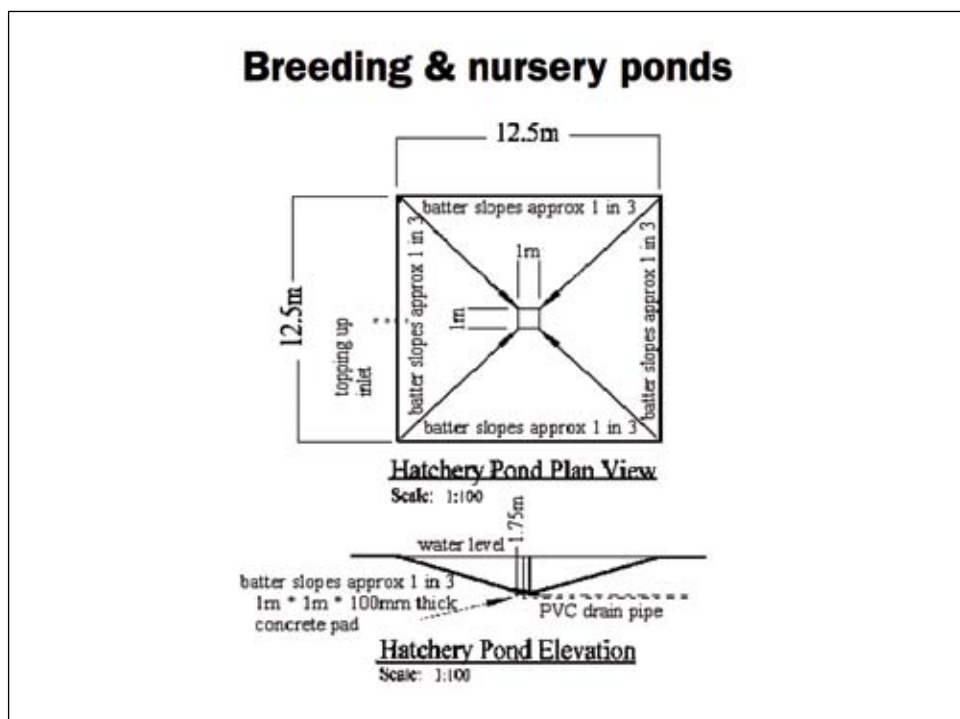 Breeding & nursery ponds
12.5m
batter slopes approx 1 in 3
12.5m
topping up
inlet
batter slopes approx 1 in 3
1m
1m
batter slopes approx 1 in 3
batter slopes approx 1 in 3
Hatchery Pond Plan View
Scale: 1:100
1.75m
water level
batter slopes approx 1 in 3
1m * 1m * 100mm thick
concrete pad
PVC drain pipe
Hatchery Pond Elevation
Scale: 1:100